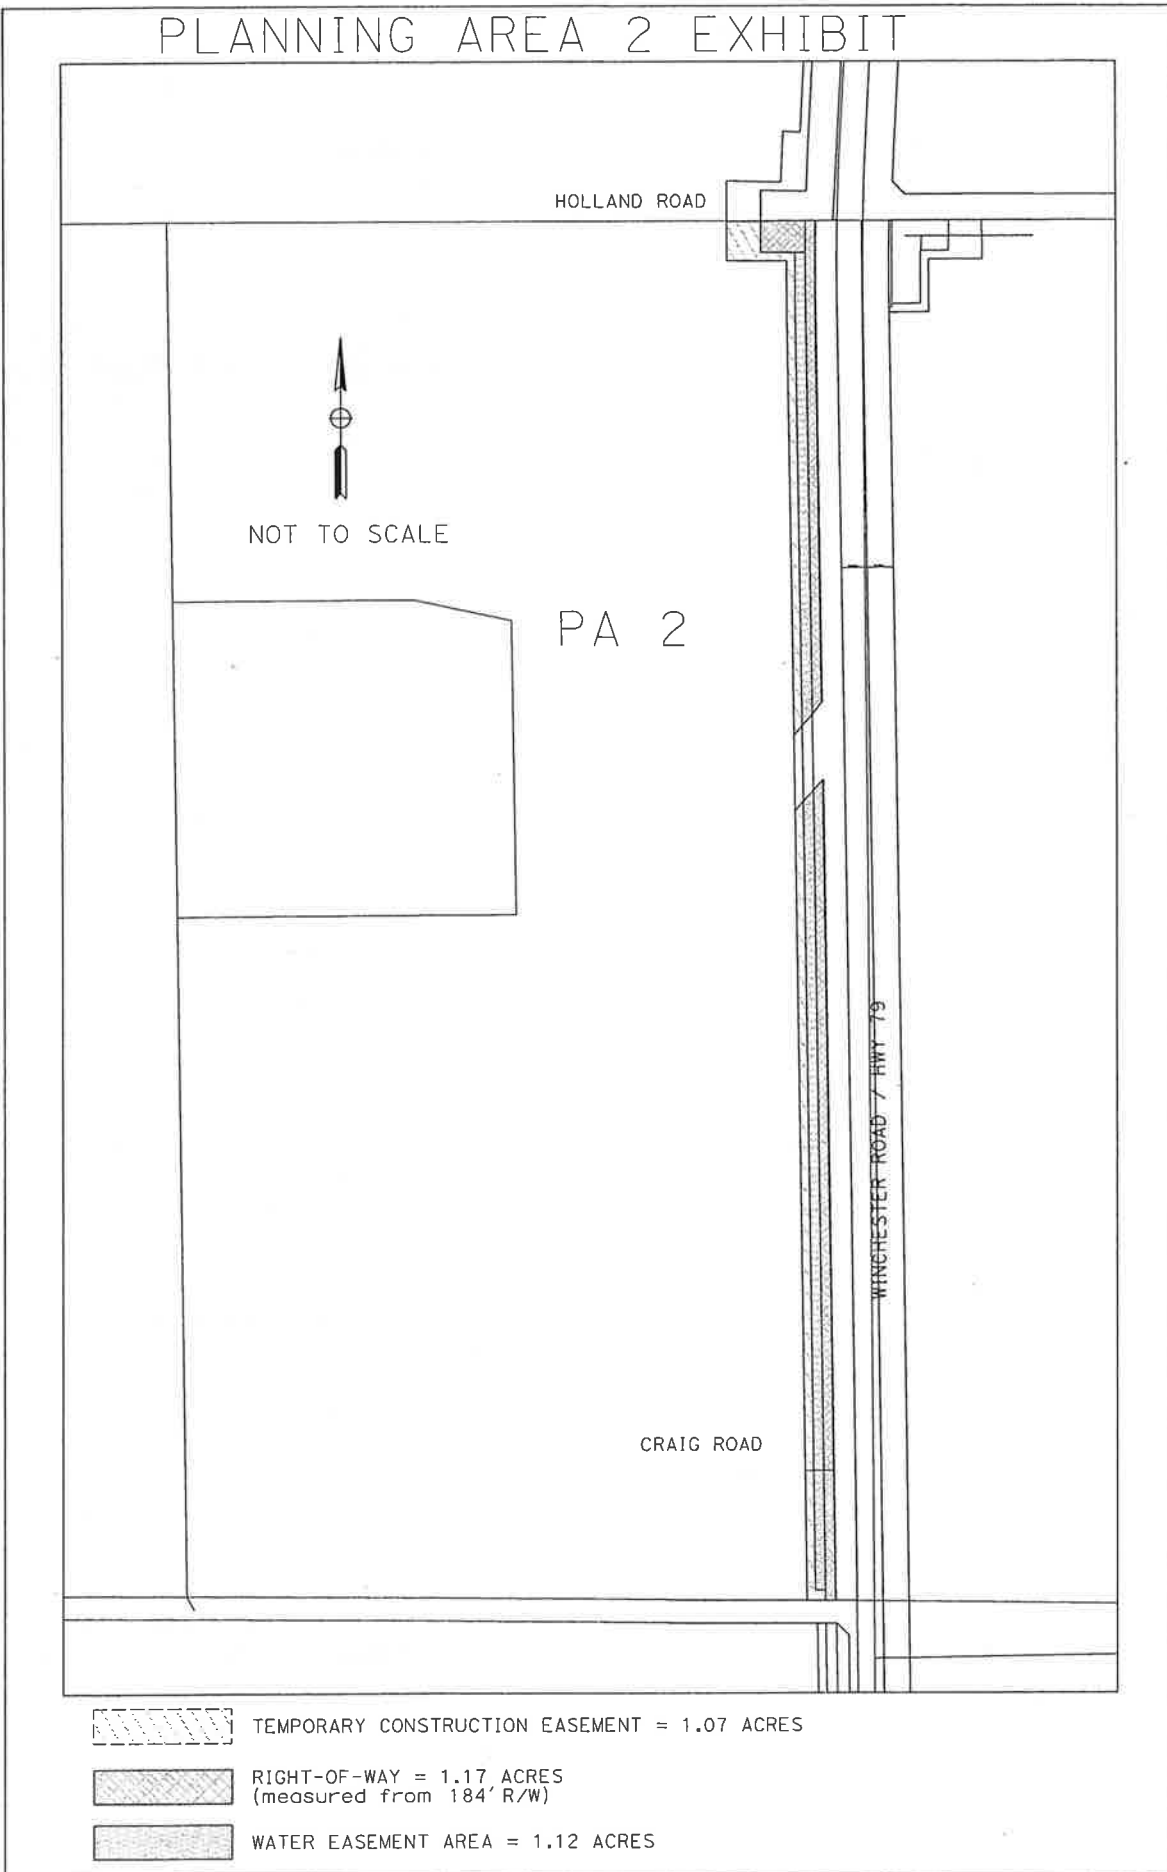 PLANNING AREA 2 EXHIBIT
HOLLAND ROAD
NOT TO SCALE
PA 2
WINCHESTER ROAD / HWY 79
CRAIG ROAD
TEMPORARY CONSTRUCTION EASEMENT = 1.07 ACRES
RIGHT-OF-WAY = 1.17 ACRES
(measured from 184' R/W)
WATER EASEMENT AREA = 1.12 ACRES